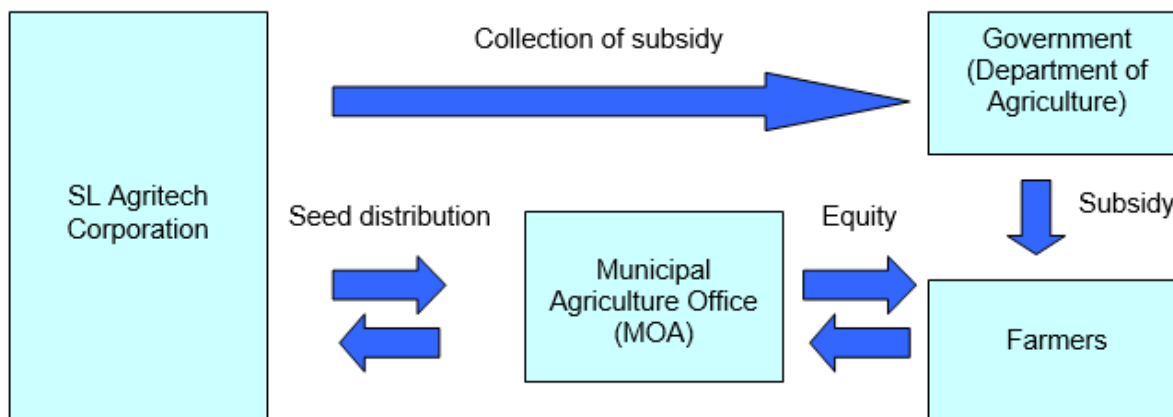 Collection of subsidy
Government
(Department of
Agriculture)
SL Agritech
Corporation
Seed distribution
Equity
Subsidy
Municipal
Agriculture Office
(MOA)
Farmers